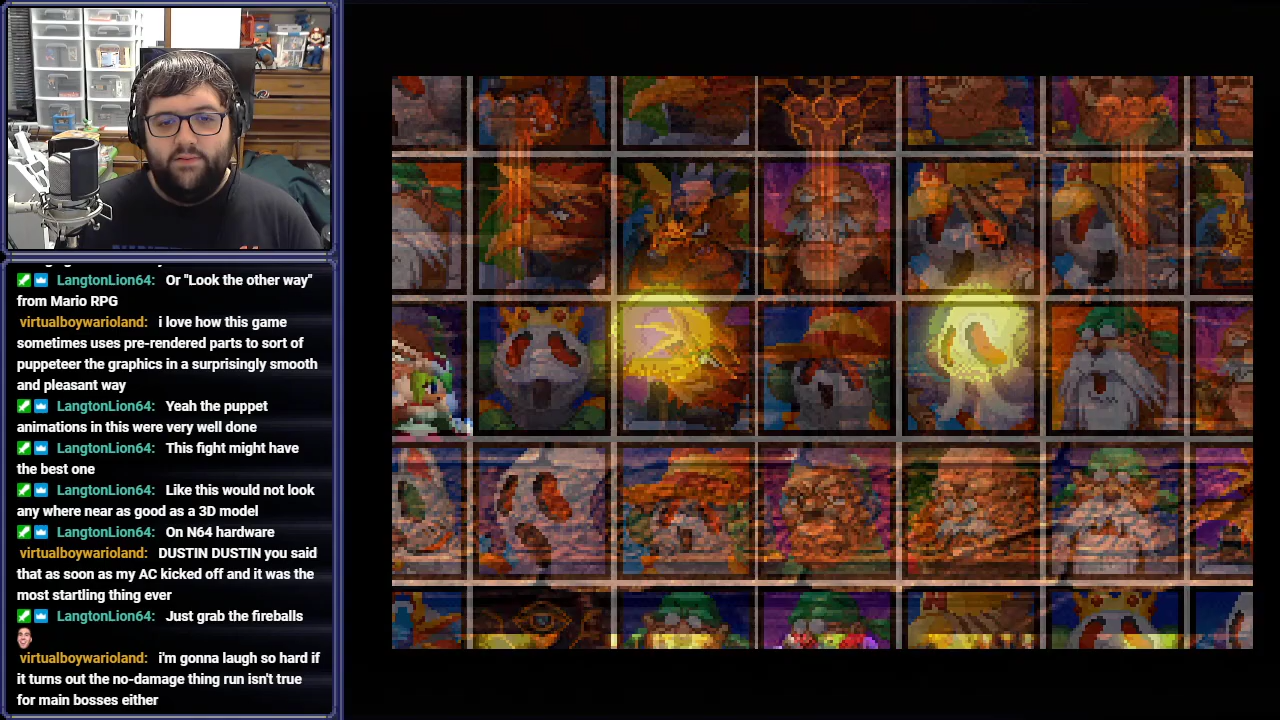 LangtonLion64: Or "Look the other way"
from Mario RPG
virtualboywarioland: i love how this game
sometimes uses pre-rendered parts to sort of
puppeteer the graphics in a surprisingly smooth
and pleasant way
LangtonLion64: Yeah the puppet
animations in this were very well done
LangtonLion64: This fight might have
the best one
LangtonLion64: Like this would not look
any where near as good as a 3D model
LangtonLion64: On N64 hardware
virtualboywarioland: DUSTIN DUSTIN you said
that as soon as my AC kicked off and it was the
most startling thing ever
LangtonLion64: Just grab the fireballs
virtualboywarioland: i'm gonna laugh so hard if
it turns out the no-damage thing run isn't true
for main bosses either